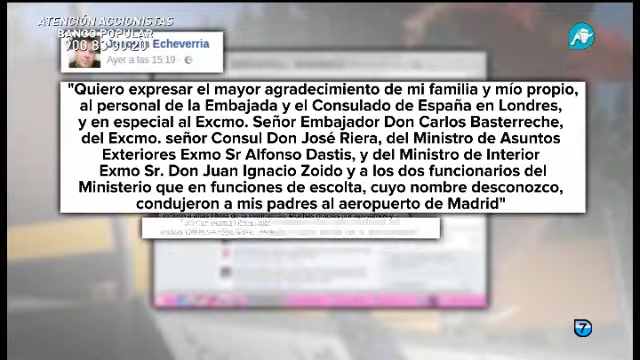 ATENCIÓN ACCIONISTAS
BANCO POPULAR
900 83 30 20
Joaquín Echeverria
Ayer a las 15:19 ·
"Quiero expresar el mayor agradecimiento de mi familia y mío propio,
al personal de la Embajada y el Consulado de España en Londres,
y en especial al Excmo. Señor Embajador Don Carlos Basterreche,
del Excmo. señor Consul Don José Riera, del Ministro de Asuntos
Exteriores Exmo Sr Alfonso Dastis, y del Ministro de Interior
Exmo Sr. Don Juan Ignacio Zoido y a los dos funcionarios del
Ministerio que en funciones de escolta, cuyo nombre desconozco,
condujeron a mis padres al aeropuerto de Madrid"
7